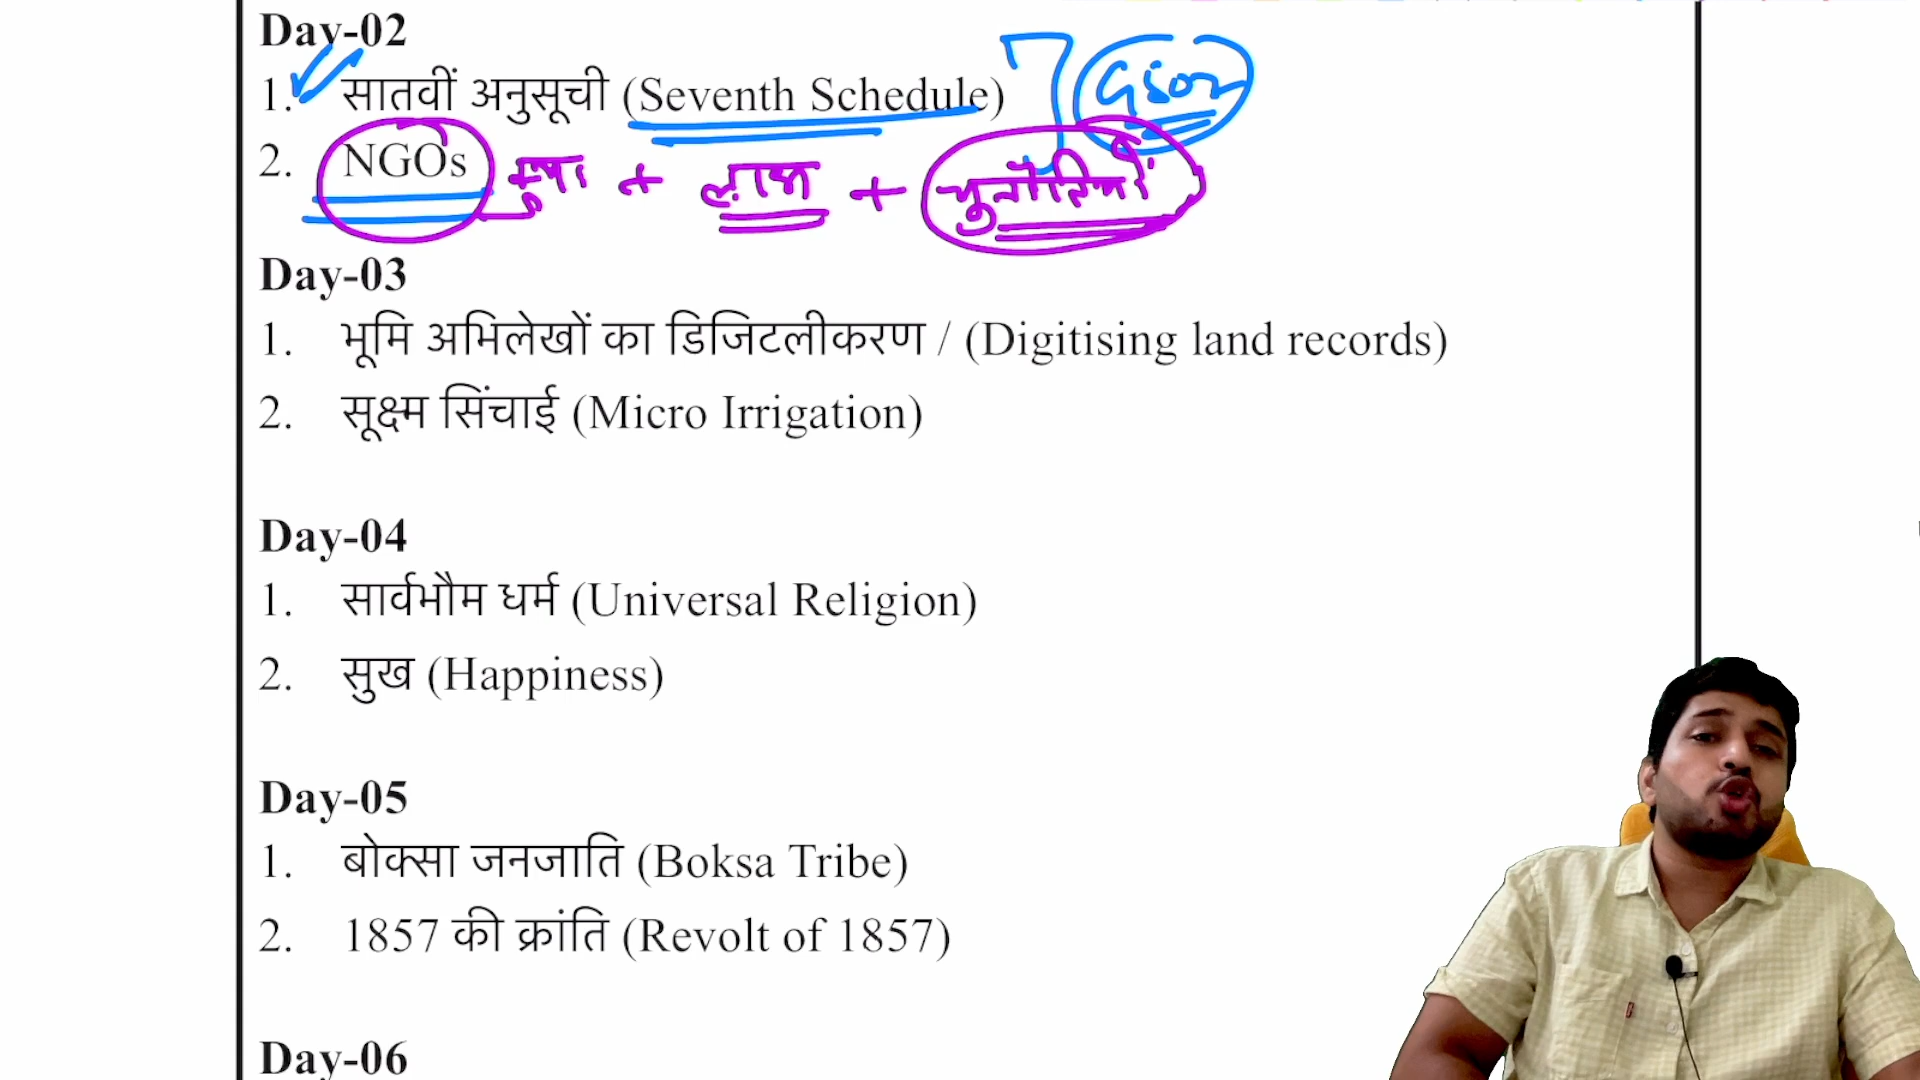 Day-02
1. सातवीं अनुसूची (Seventh Schedule)
2. NGOs + लाभ + चुनौतियाँ
Day-03
1. भूमि अभिलेखों का डिजिटलीकरण / (Digitising land records)
2. सूक्ष्म सिंचाई (Micro Irrigation)
Day-04
1. सार्वभौम धर्म (Universal Religion)
2. सुख (Happiness)
Day-05
1. बोक्सा जनजाति (Boksa Tribe)
2. 1857 की क्रांति (Revolt of 1857)
Day-06